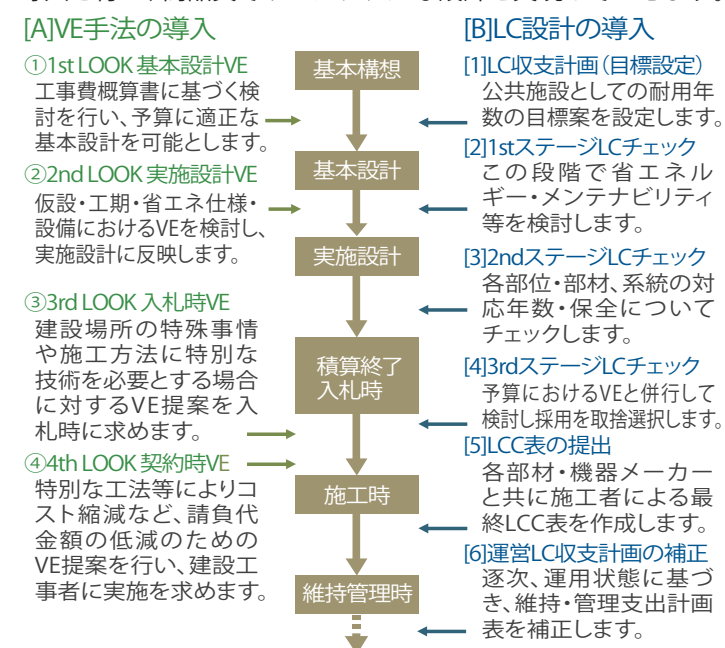 [A]VE手法の導入
①1st LOOK 基本設計VE
工事費概算書に基づく検
討を行い、予算に適正な
基本設計を可能とします。
②2nd LOOK 実施設計VE
仮設・工期・省エネ仕様・
設備におけるVEを検討し、
実施設計に反映します。
③3rd LOOK 入札時VE
建設場所の特殊事情
や施工方法に特別な
技術を必要とする場合
に対するVE提案を入
札時に求めます。
④4th LOOK 契約時VE
特別な工法等によりコ
スト縮減など、請負代
金額の低減のための
VE提案を行い、建設工
事者に実施を求めます。
基本構想
基本設計
実施設計
積算終了
入札時
施工時
維持管理時
[B]LC設計の導入
[1]LC収支計画（目標設定）
公共施設としての耐用年
数の目標案を設定します。
[2]1stステージLCチェック
この段階で省エネル
ギー・メンテナビリティ
等を検討します。
[3]2ndステージLCチェック
各部位・部材、系統の対
応年数・保全について
チェックします。
[4]3rdステージLCチェック
予算におけるVEと併行して
検討し採用を取捨選択します。
[5]LCC表の提出
各部材・機器メーカー
と共に施工者による最
終LCC表を作成します。
[6]運営LC収支計画の補正
逐次、運用状態に基づ
き、維持・管理支出計画
表を補正します。